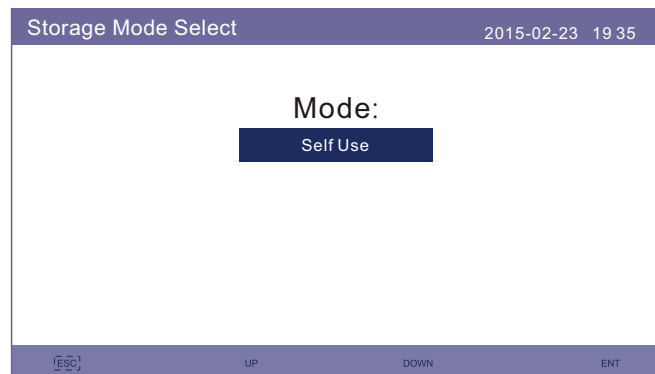 Storage Mode Select 2015-02-23 19 35
Mode:
Self Use
ESC UP DOWN ENT